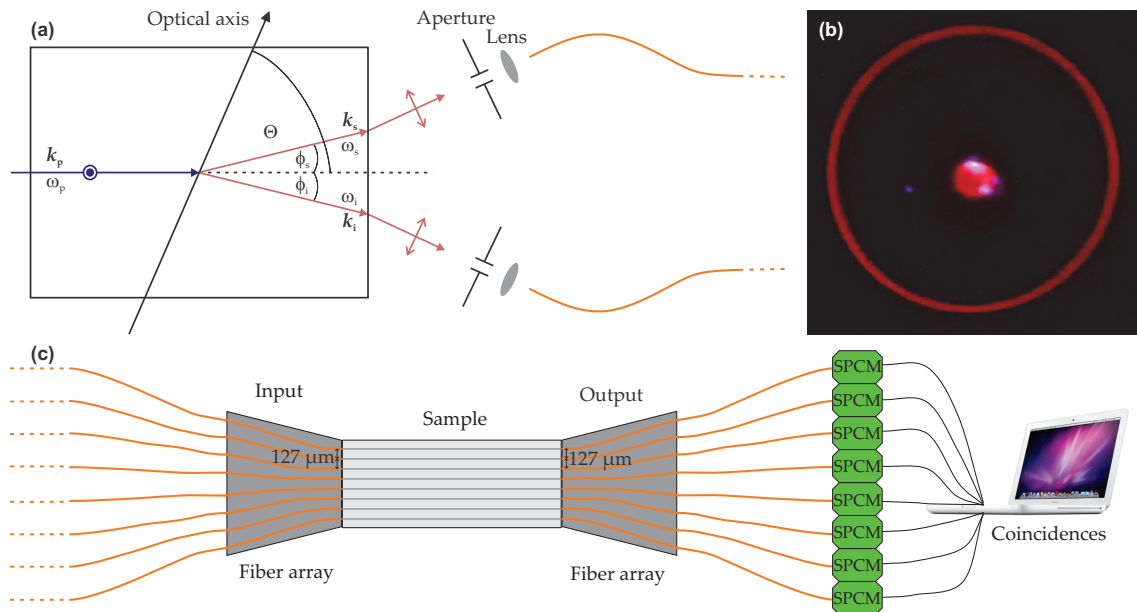 (a)
Optical axis
Aperture
Lens
Θ
k_s
ω_s
ϕ_s
k_p
ω_p
ϕ_i
ω_i
k_i
(b)
(c)
Input
Output
Sample
127 µm
127 µm
Fiber array
Fiber array
SPCM
SPCM
SPCM
SPCM
SPCM
SPCM
SPCM
SPCM
Coincidences